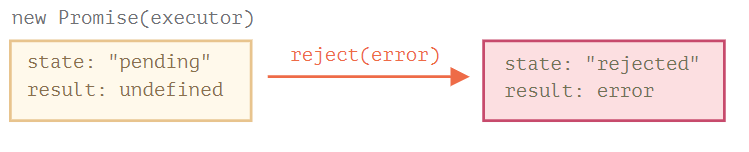 new Promise(executor)
state: "pending"
result: undefined
reject(error)
state: "rejected"
result: error